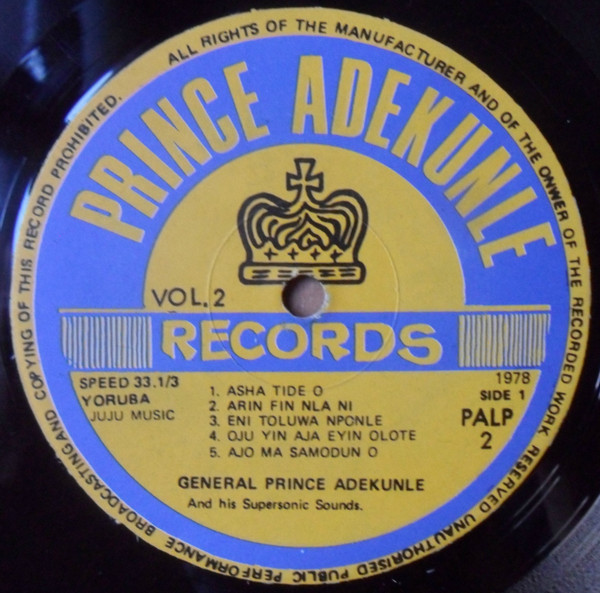 ALL RIGHTS OF THE MANUFACTURER AND OF THE ONWER OF THE RECORDED WORK RESERVED UNAUTHORISED PUBLIC PERFORMANCE BROADCASTINGAND COPYING OF THIS RECORD PROHIBITED.
PRINCE ADEKUNLE
VOL. 2
RECORDS
SPEED 33.1/3
YORUBA
JUJU MUSIC
1. ASHA TIDE O
2. ARIN FIN NLA NI
3. ENI TOLUWA NPONLE
4. OJU YIN AJA EYIN OLOTE
5. AJO MA SAMODUN O
1978
SIDE 1
PALP
2
GENERAL PRINCE ADEKUNLE
And his Supersonic Sounds.